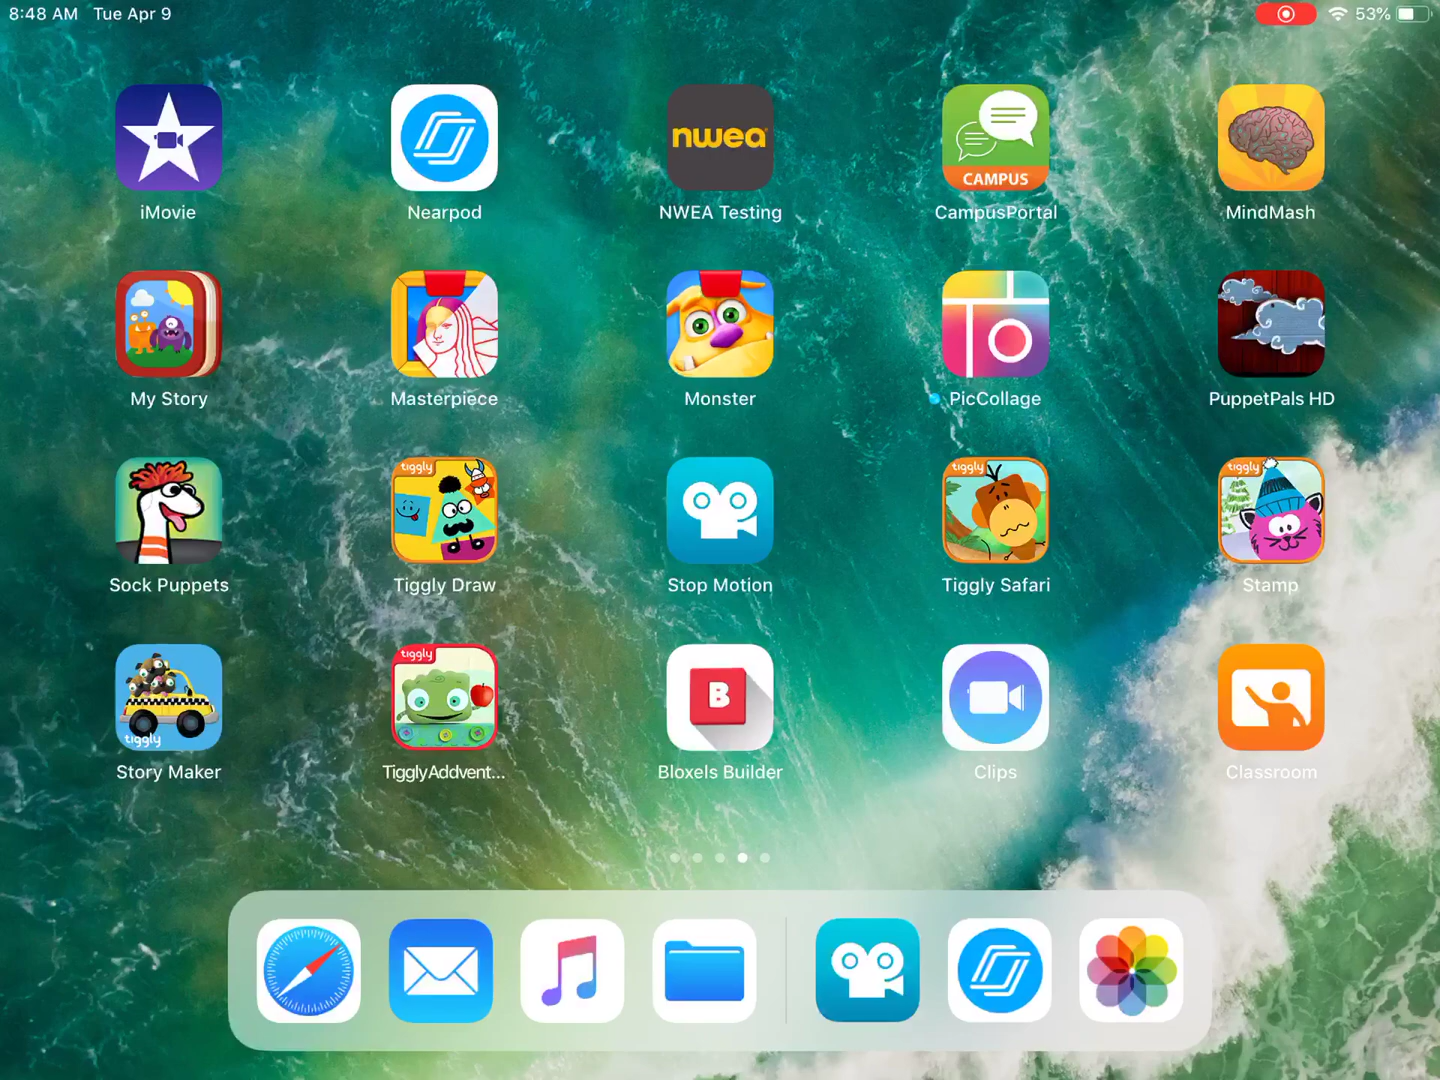 8:48 AM Tue Apr 9 53%
nwea
CAMPUS
iMovie Nearpod NWEA Testing CampusPortal MindMash
My Story Masterpiece Monster PicCollage PuppetPals HD
tiggly tiggly tiggly
Sock Puppets Tiggly Draw Stop Motion Tiggly Safari Stamp
tiggly
B
tiggly
Story Maker TigglyAddvent... Bloxels Builder Clips Classroom